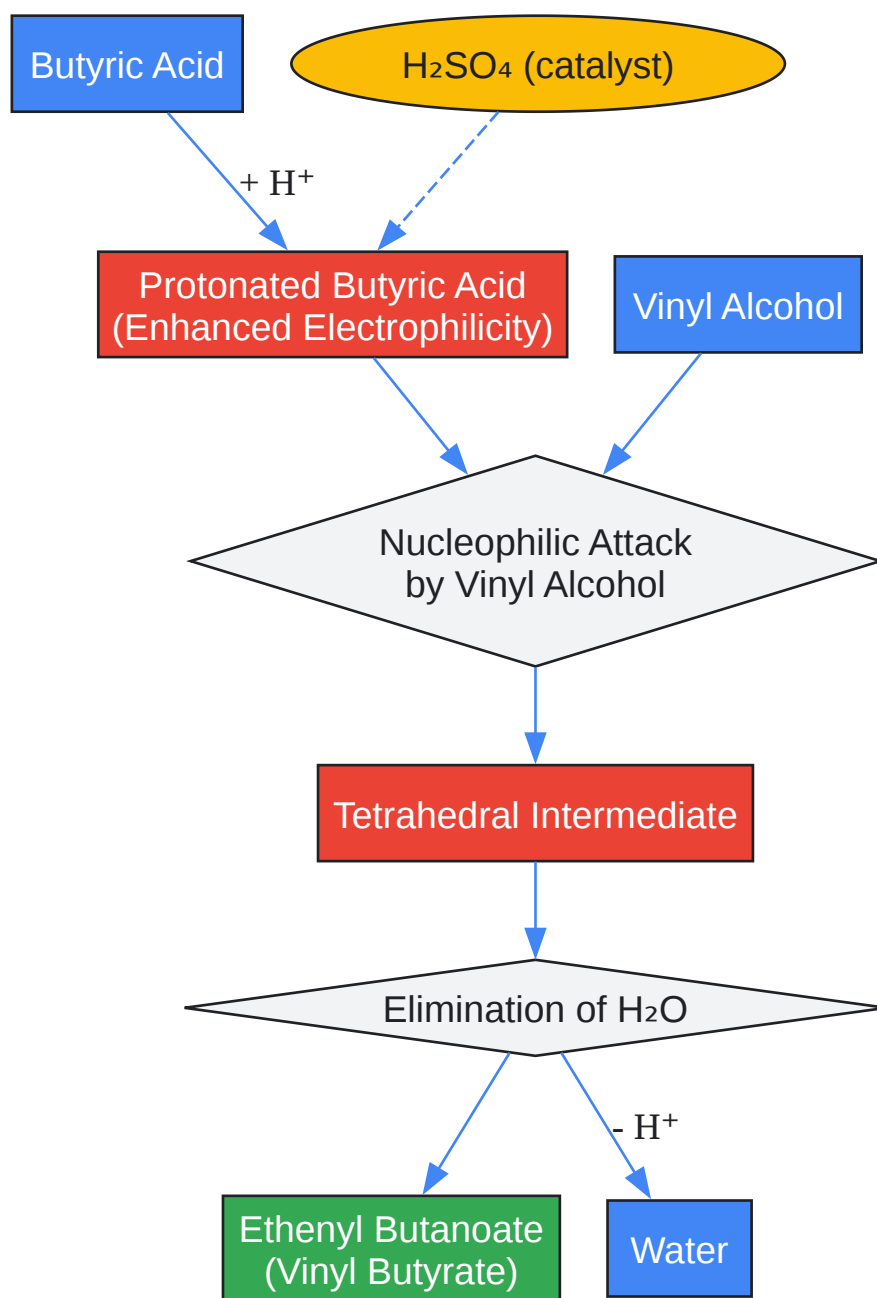 Butyric Acid
H₂SO₄ (catalyst)
+ H⁺
Protonated Butyric Acid
(Enhanced Electrophilicity)
Vinyl Alcohol
Nucleophilic Attack
by Vinyl Alcohol
Tetrahedral Intermediate
Elimination of H₂O
- H⁺
Ethenyl Butanoate
(Vinyl Butyrate)
Water